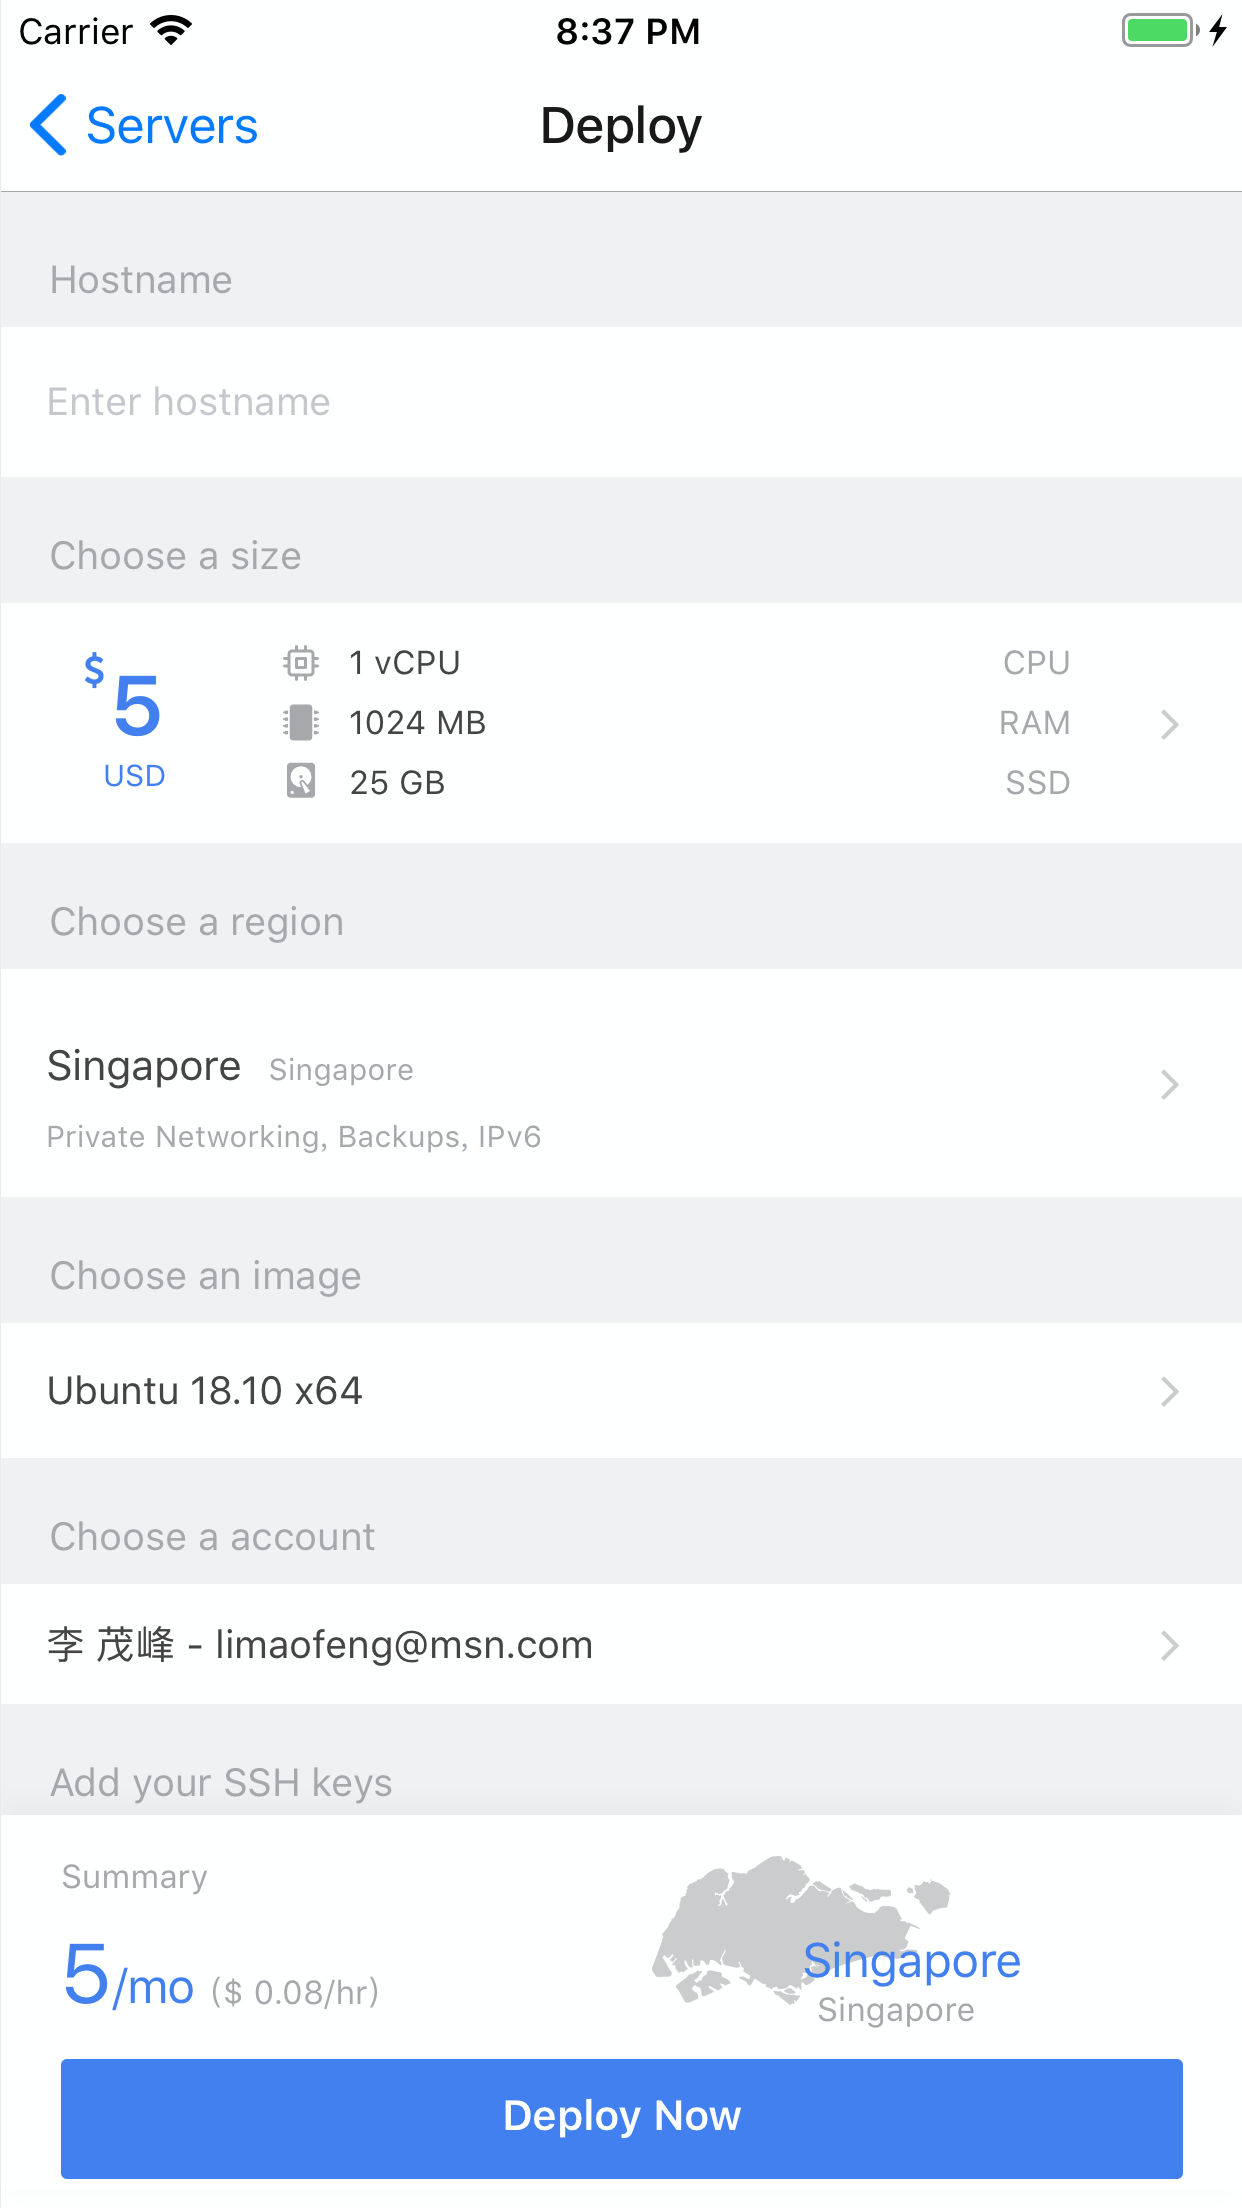 Carrier 8:37 PM
Servers Deploy
Hostname
Enter hostname
Choose a size
$5
USD
1 vCPU CPU
1024 MB RAM
25 GB SSD
Choose a region
Singapore Singapore
Private Networking, Backups, IPv6
Choose an image
Ubuntu 18.10 x64
Choose a account
李 茂峰 - limaofeng@msn.com
Add your SSH keys
Summary
5/mo ($ 0.08/hr)
Singapore
Singapore
Deploy Now